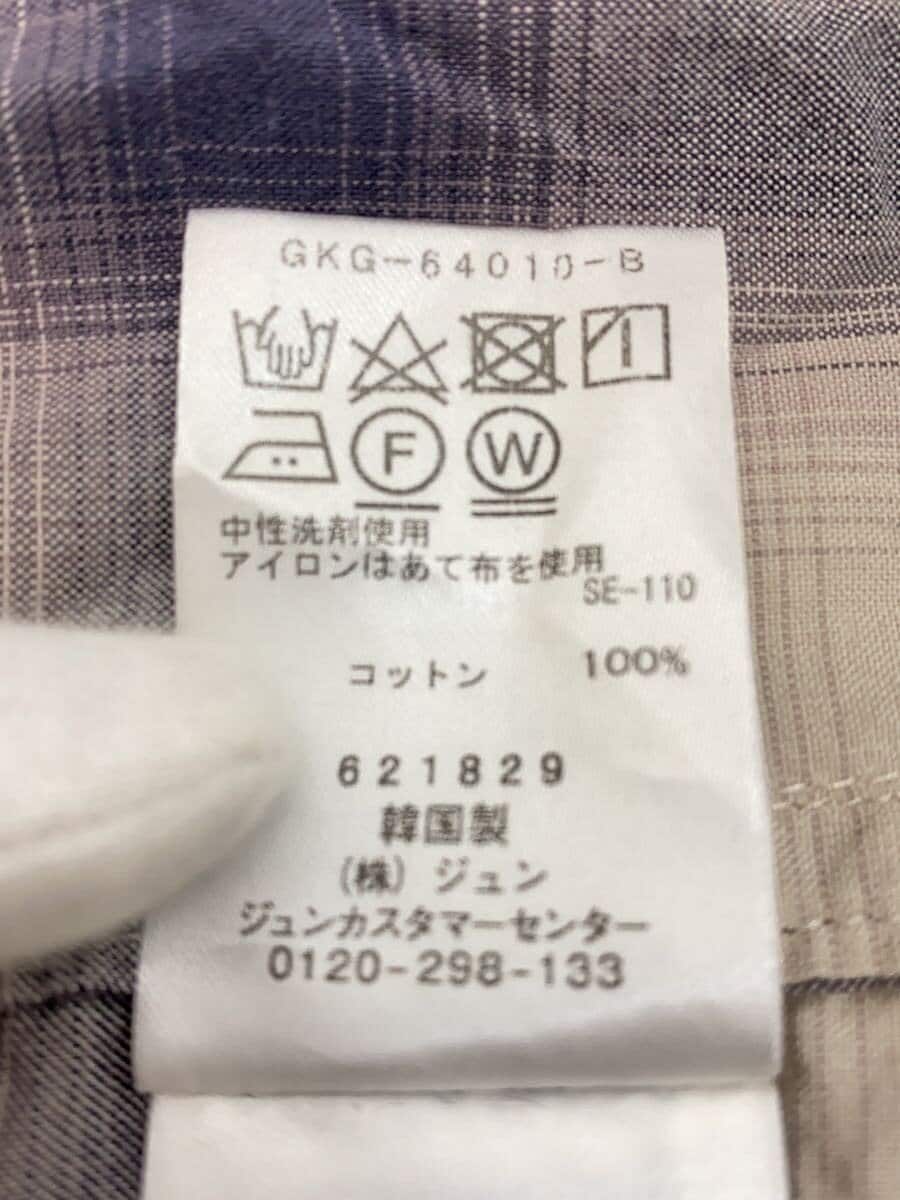 GKG-64010-B
F W
中性洗剤使用
アイロンはあて布を使用
SE-110
コットン 100%
621829
韓国製
(株) ジュン
ジュンカスタマーセンター
0120-298-133